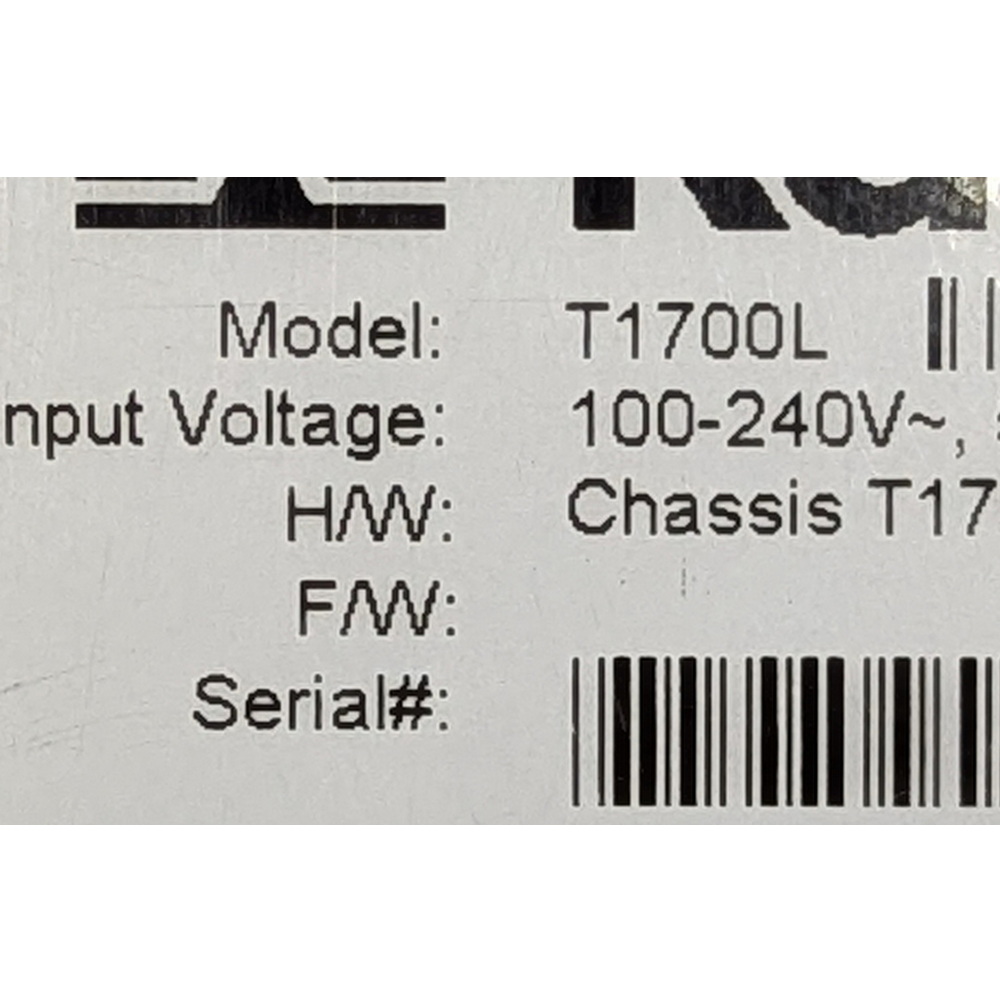 Model: T1700L
nput Voltage: 100-240V~,
H/W: Chassis T17
F/W:
Serial#: